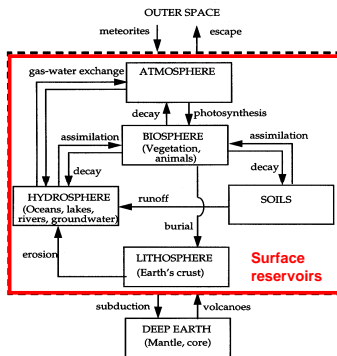 OUTER SPACE
meteorites
escape
gas-water exchange
ATMOSPHERE
decay
photosynthesis
assimilation
BIOSPHERE
(Vegetation,
animals)
assimilation
decay
decay
HYDROSPHERE
(Oceans, lakes,
rivers, groundwater)
runoff
SOILS
burial
erosion
LITHOSPHERE
(Earth's crust)
Surface
reservoirs
subduction
volcanoes
DEEP EARTH
(Mantle, core)